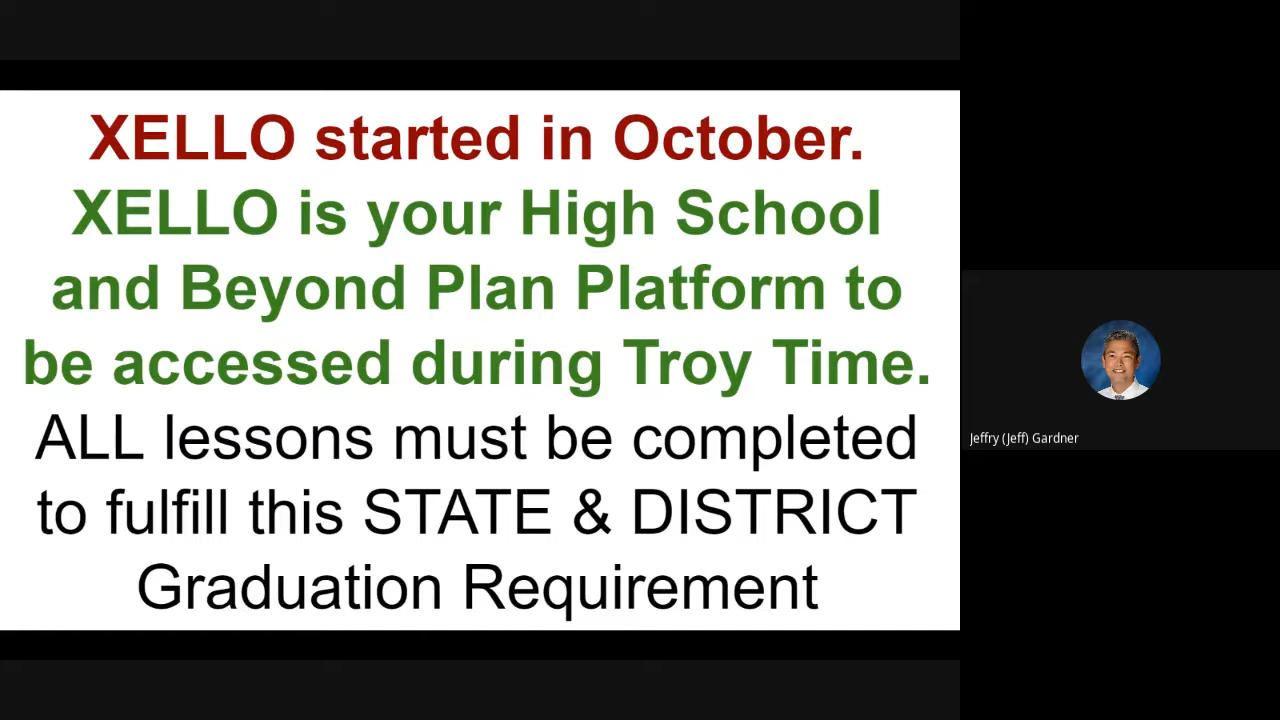 XELLO started in October.
XELLO is your High School
and Beyond Plan Platform to
be accessed during Troy Time.
ALL lessons must be completed
to fulfill this STATE & DISTRICT
Graduation Requirement
Jeffry (Jeff) Gardner